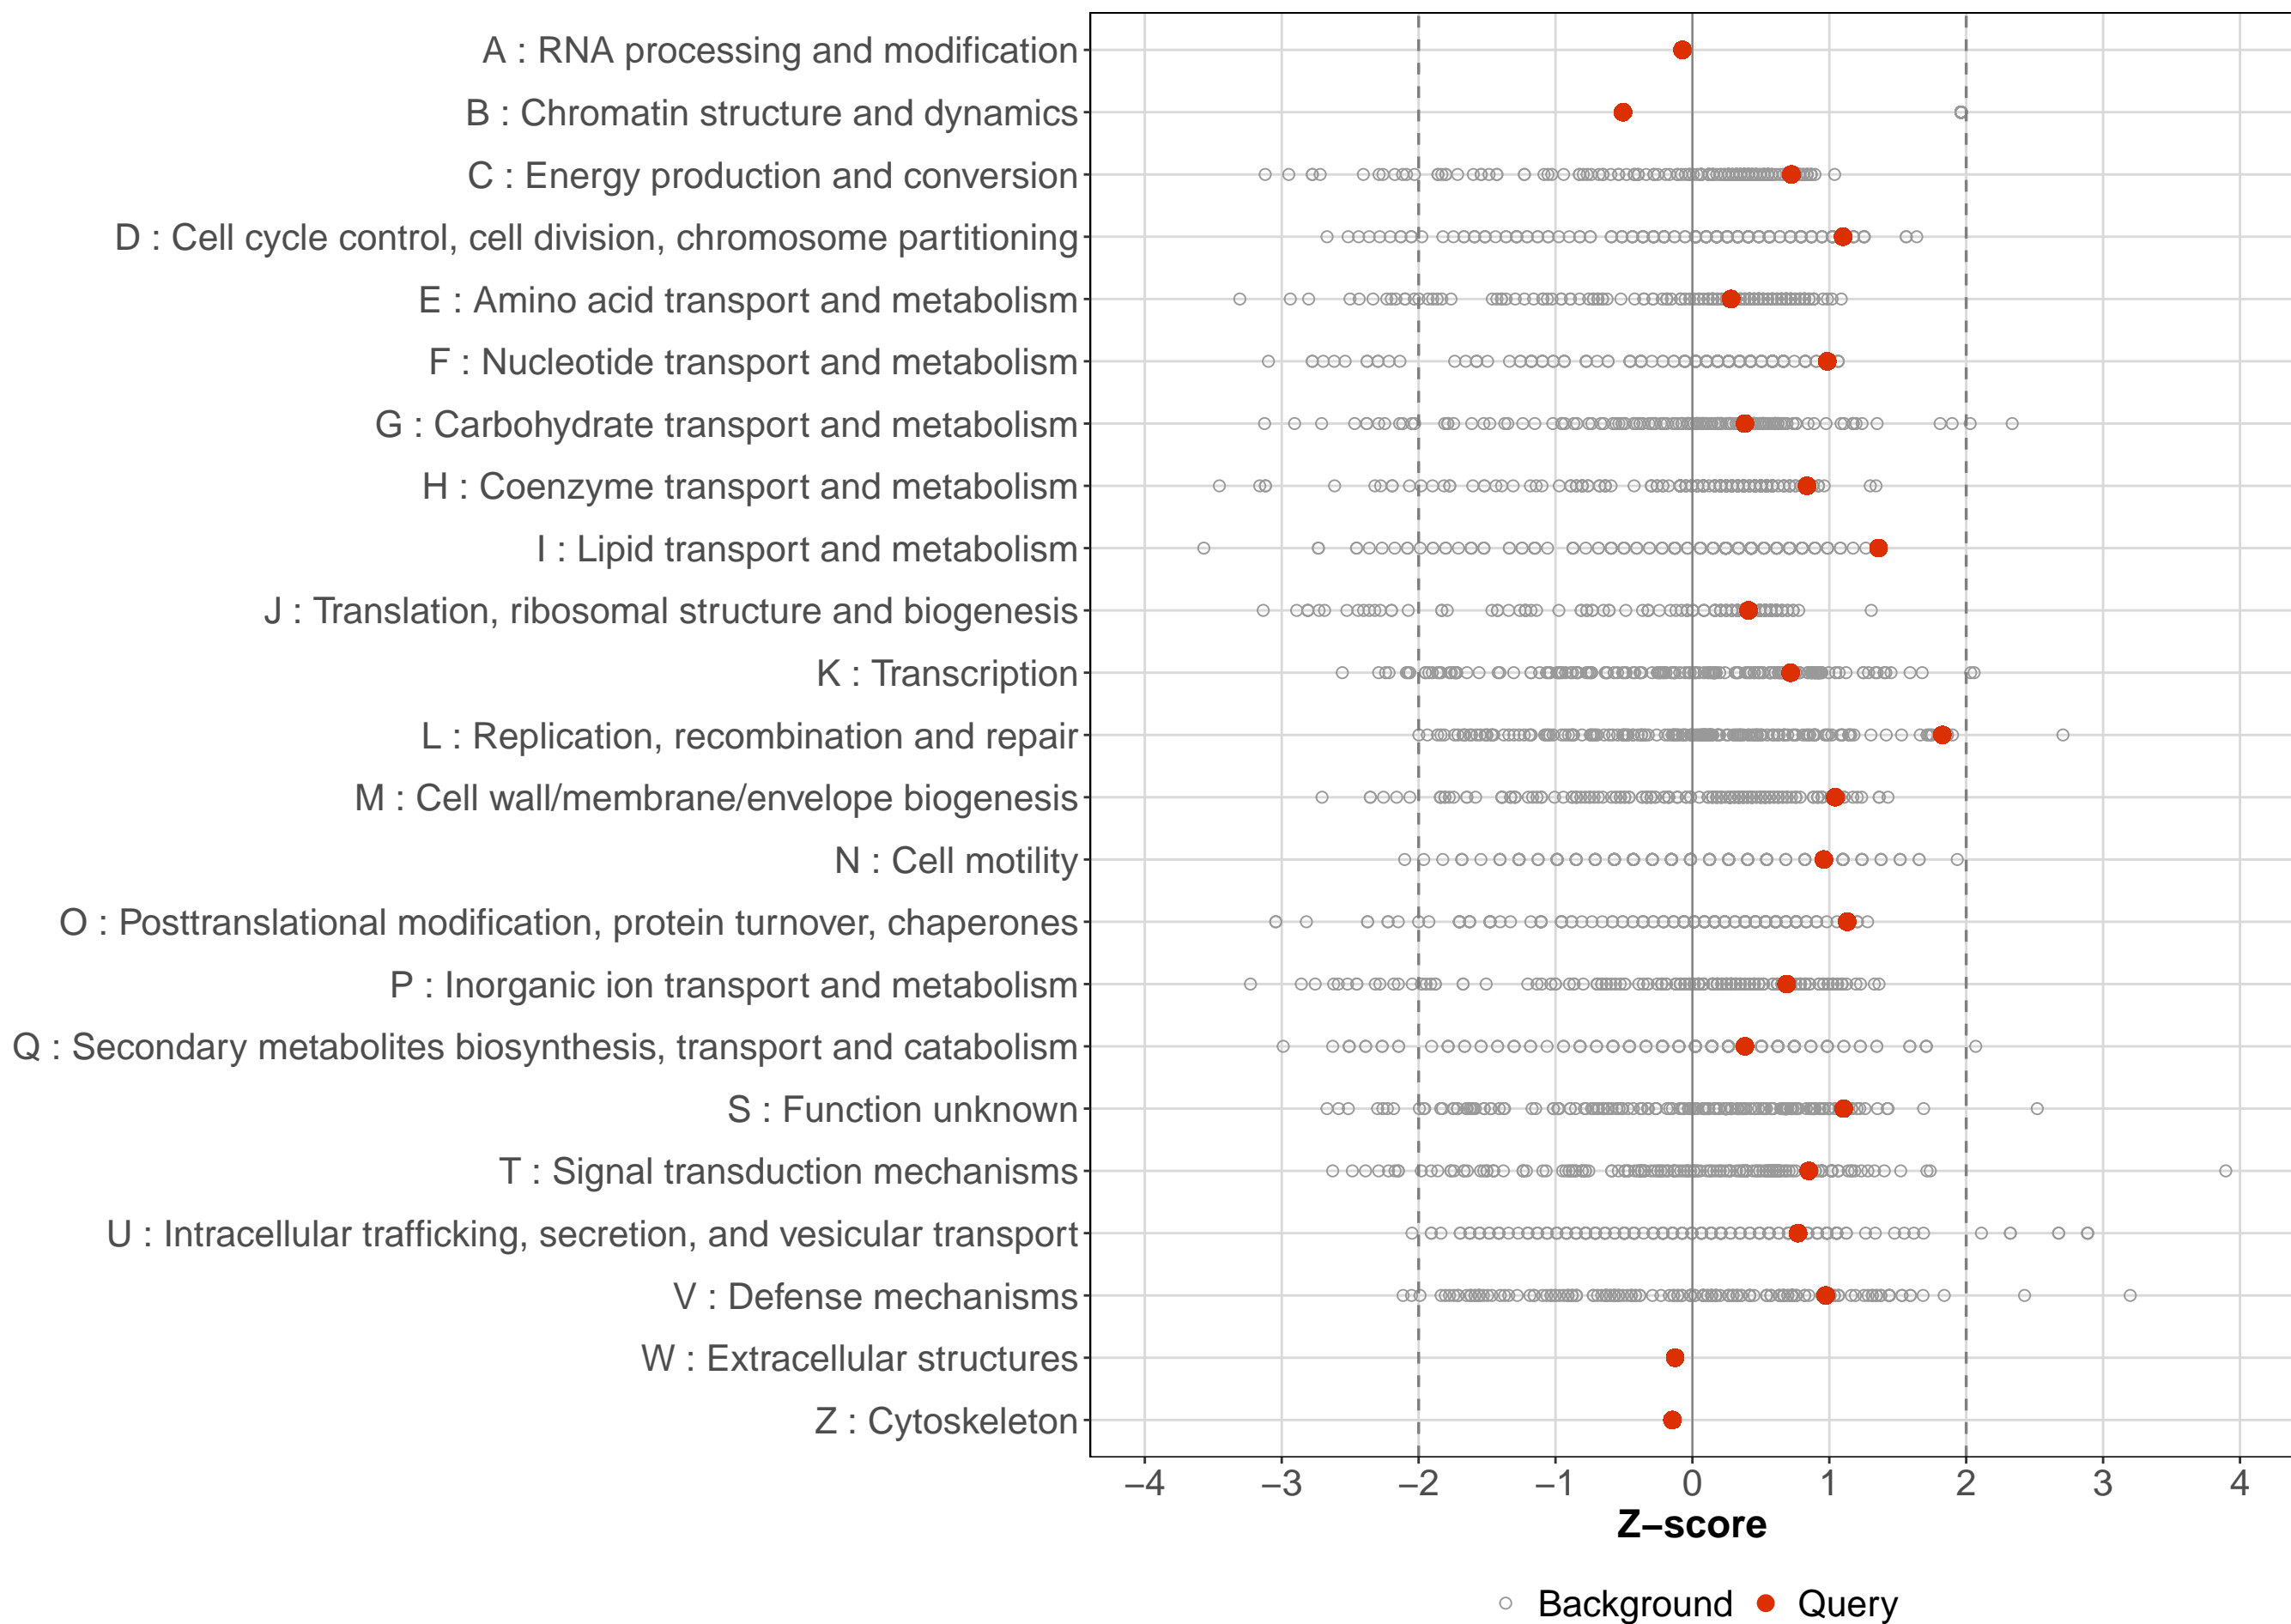 A : RNA processing and modification
B : Chromatin structure and dynamics
C : Energy production and conversion
D : Cell cycle control, cell division, chromosome partitioning
E : Amino acid transport and metabolism
F : Nucleotide transport and metabolism
G : Carbohydrate transport and metabolism
H : Coenzyme transport and metabolism
I : Lipid transport and metabolism
J : Translation, ribosomal structure and biogenesis
K : Transcription
L : Replication, recombination and repair
M : Cell wall/membrane/envelope biogenesis
N : Cell motility
O : Posttranslational modification, protein turnover, chaperones
P : Inorganic ion transport and metabolism
Q : Secondary metabolites biosynthesis, transport and catabolism
S : Function unknown
T : Signal transduction mechanisms
U : Intracellular trafficking, secretion, and vesicular transport
V : Defense mechanisms
W : Extracellular structures
Z : Cytoskeleton
−4 −3 −2 −1 0 1 2 3 4
Z−score
Background Query